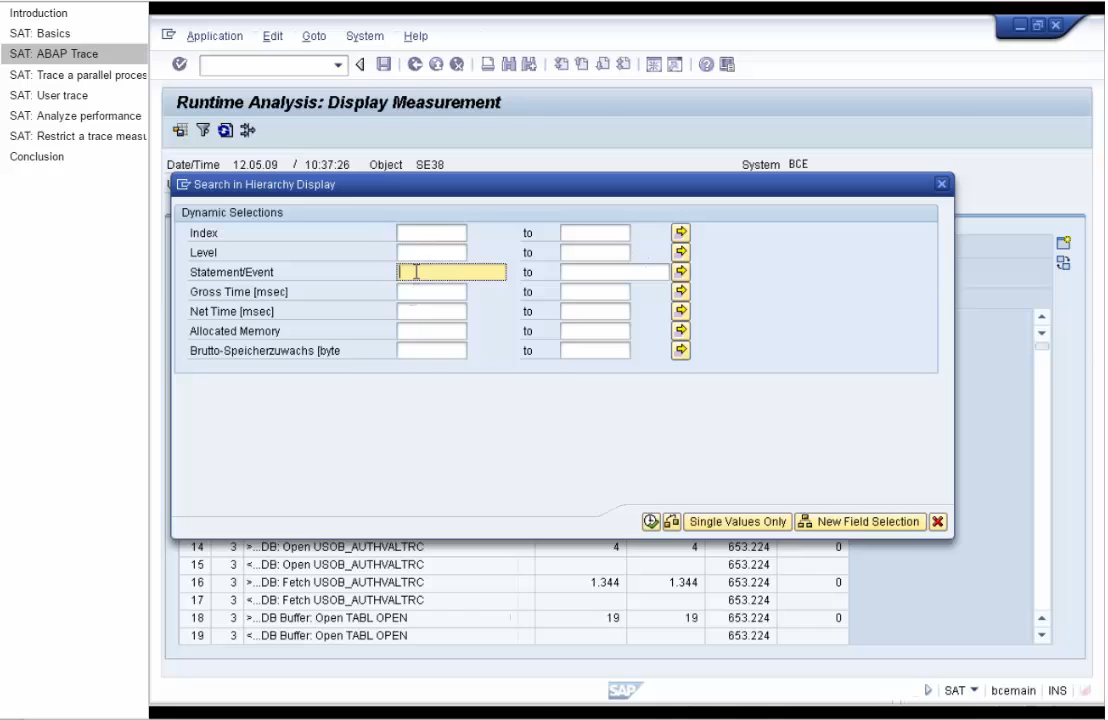 Introduction
SAT: Basics
SAT: ABAP Trace
SAT: Trace a parallel proces
SAT: User trace
SAT: Analyze performance
SAT: Restrict a trace measu
Conclusion
Application Edit Goto System Help
Runtime Analysis: Display Measurement
Date/Time 12.05.09 / 10:37:26 Object SE38 System BCE
Search in Hierarchy Display
Dynamic Selections
Index to
Level to
Statement/Event to
Gross Time [msec] to
Net Time [msec] to
Allocated Memory to
Brutto-Speicherzuwachs [byte to
Single Values Only New Field Selection
14 3 >...DB: Open USOB_AUTHVALTRC 4 4 653.224 0
15 3 <...DB: Open USOB_AUTHVALTRC 653.224
16 3 >...DB: Fetch USOB_AUTHVALTRC 1.344 1.344 653.224 0
17 3 <...DB: Fetch USOB_AUTHVALTRC 653.224
18 3 >...DB Buffer: Open TABL OPEN 19 19 653.224 0
19 3 <...DB Buffer: Open TABL OPEN 653.224
SAP SAT bcemain INS